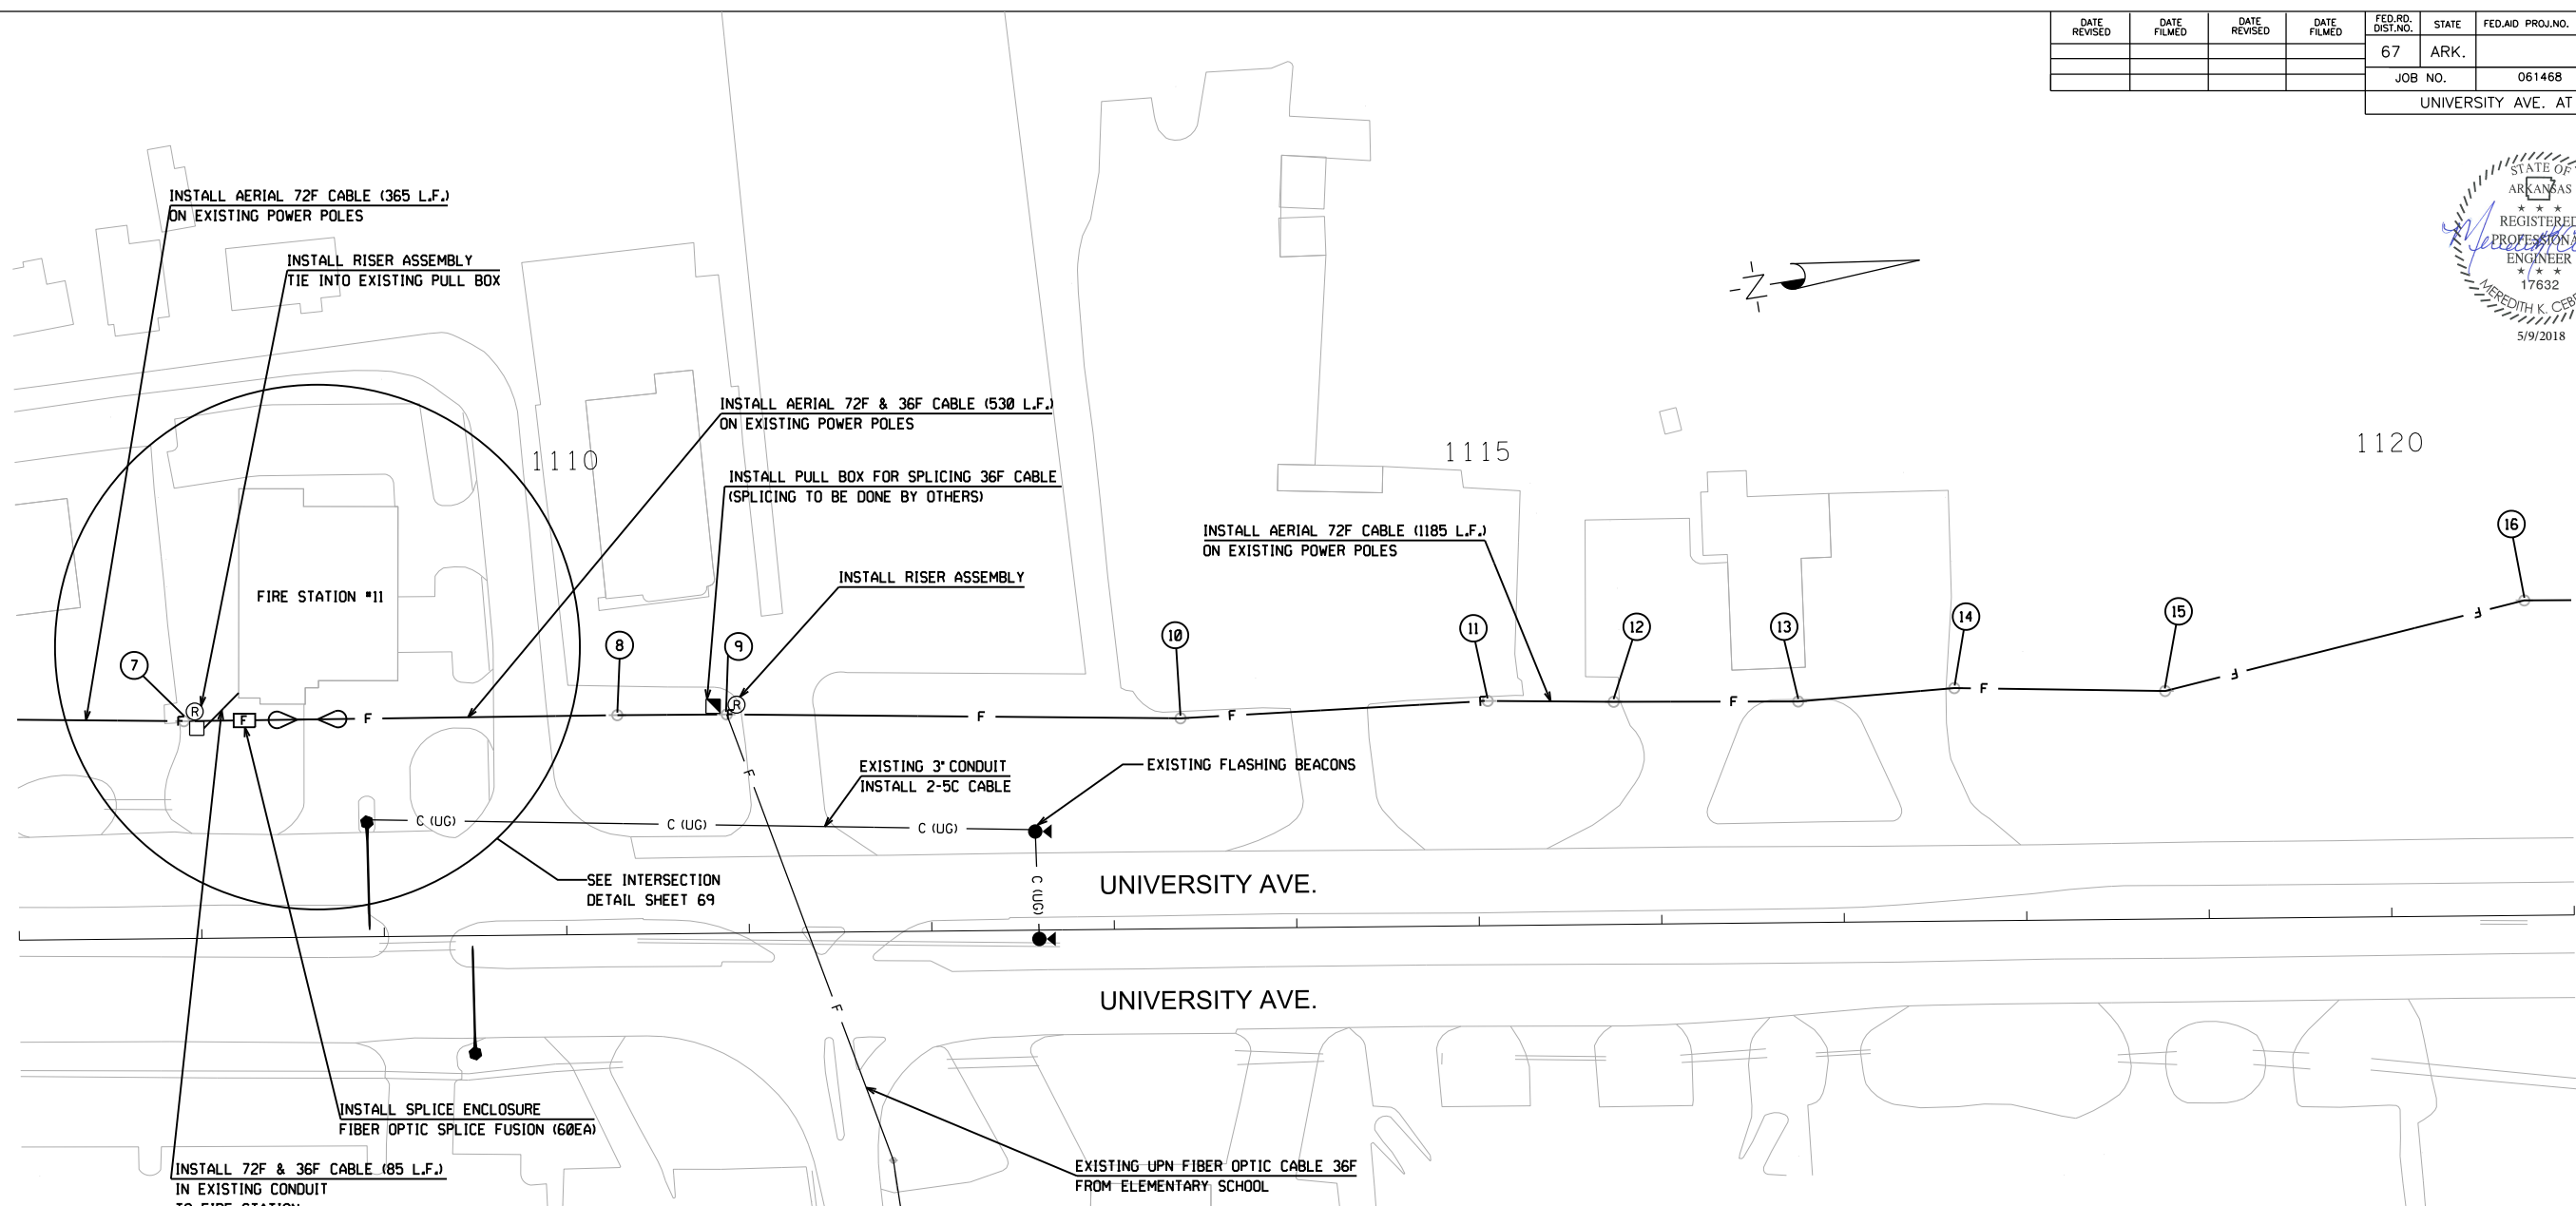 DATE REVISED
DATE FILMED
DATE REVISED
DATE FILMED
FED.RD. DIST.NO.
STATE
FED.AID PROJ.NO.
67
ARK.
JOB NO.
061468
UNIVERSITY AVE. AT
STATE OF
ARKANSAS
★ ★ ★
REGISTERED
PROFESSIONA
ENGINEER
★ ★ ★
17632
MEREDITH K. CEB
5/9/2018
INSTALL AERIAL 72F CABLE (365 L.F.)
ON EXISTING POWER POLES
INSTALL RISER ASSEMBLY
TIE INTO EXISTING PULL BOX
N
INSTALL AERIAL 72F & 36F CABLE (530 L.F.)
ON EXISTING POWER POLES
1110
1115
1120
INSTALL PULL BOX FOR SPLICING 36F CABLE
(SPLICING TO BE DONE BY OTHERS)
INSTALL AERIAL 72F CABLE (1185 L.F.)
ON EXISTING POWER POLES
INSTALL RISER ASSEMBLY
FIRE STATION #11
7
8
9
10
11
12
13
14
15
16
F
R
F
F
R
F
F
F
F
F
F
F
F
F
EXISTING 3" CONDUIT
INSTALL 2-5C CABLE
EXISTING FLASHING BEACONS
C (UG)
C (UG)
C (UG)
C (UG)
SEE INTERSECTION
DETAIL SHEET 69
UNIVERSITY AVE.
UNIVERSITY AVE.
INSTALL SPLICE ENCLOSURE
FIBER OPTIC SPLICE FUSION (60EA)
INSTALL 72F & 36F CABLE (85 L.F.)
IN EXISTING CONDUIT
TO FIRE STATION
EXISTING UPN FIBER OPTIC CABLE 36F
FROM ELEMENTARY SCHOOL